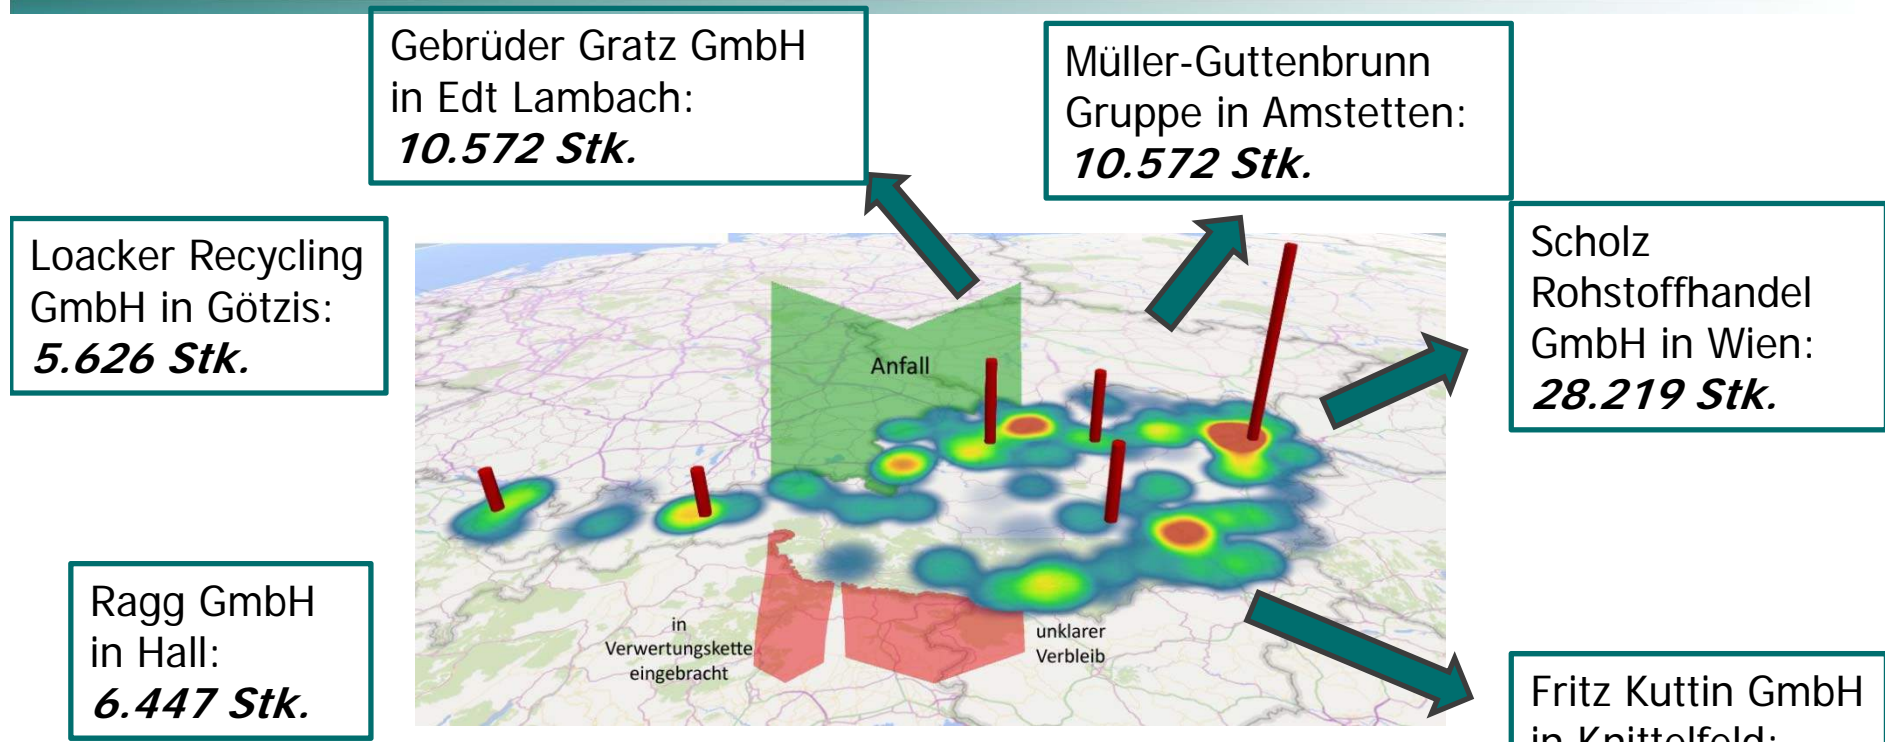 Gebrüder Gratz GmbH
in Edt Lambach:
10.572 Stk.
Müller-Guttenbrunn
Gruppe in Amstetten:
10.572 Stk.
Loacker Recycling
GmbH in Götzis:
5.626 Stk.
Scholz
Rohstoffhandel
GmbH in Wien:
28.219 Stk.
Anfall
Ragg GmbH
in Hall:
6.447 Stk.
in
Verwertungskette
eingebracht
unklarer
Verbleib
Fritz Kuttin GmbH
in Knittelfeld: